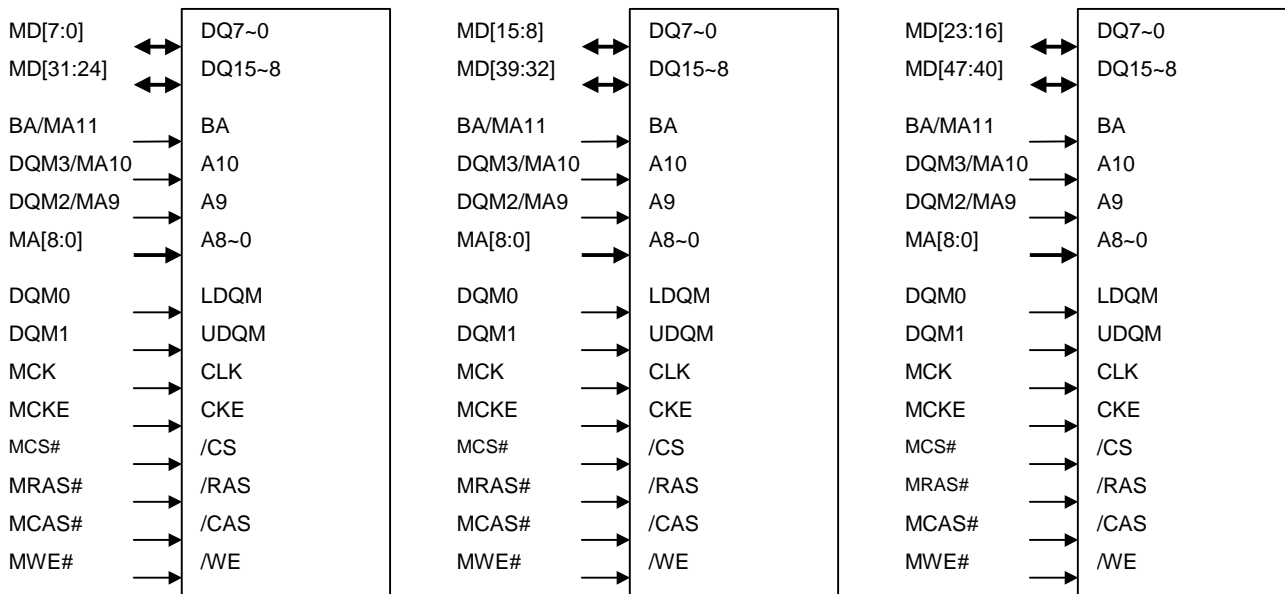 MD[7:0] DQ7~0 MD[15:8] DQ7~0 MD[23:16] DQ7~0
MD[31:24] DQ15~8 MD[39:32] DQ15~8 MD[47:40] DQ15~8
BA/MA11 BA BA/MA11 BA BA/MA11 BA
DQM3/MA10 A10 DQM3/MA10 A10 DQM3/MA10 A10
DQM2/MA9 A9 DQM2/MA9 A9 DQM2/MA9 A9
MA[8:0] A8~0 MA[8:0] A8~0 MA[8:0] A8~0
DQM0 LDQM DQM0 LDQM DQM0 LDQM
DQM1 UDQM DQM1 UDQM DQM1 UDQM
MCK CLK MCK CLK MCK CLK
MCKE CKE MCKE CKE MCKE CKE
MCS# /CS MCS# /CS MCS# /CS
MRAS# /RAS MRAS# /RAS MRAS# /RAS
MCAS# /CAS MCAS# /CAS MCAS# /CAS
MWE# /WE MWE# /WE MWE# /WE